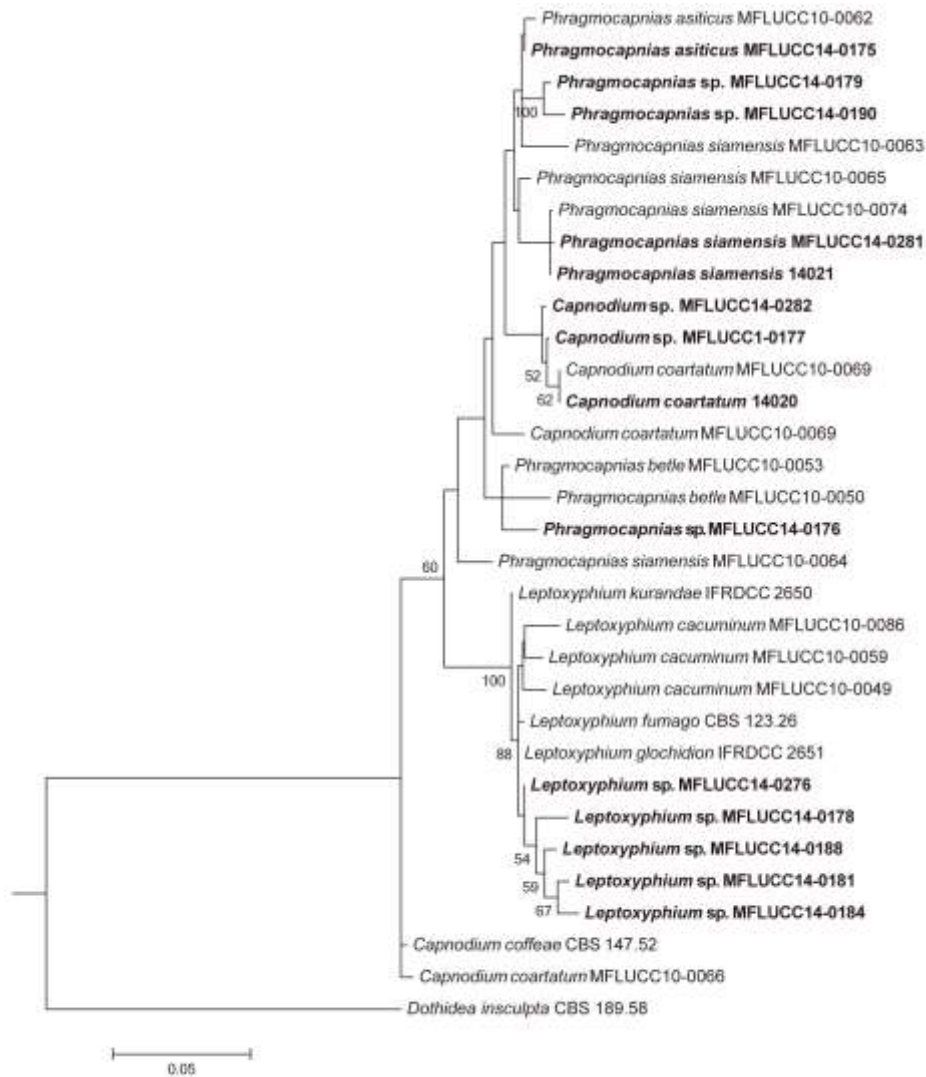 Phragmocapnias asiticus MFLUCC10-0062
Phragmocapnias asiticus MFLUCC14-0175
Phragmocapnias sp. MFLUCC14-0179
100
Phragmocapnias sp. MFLUCC14-0190
Phragmocapnias siamensis MFLUCC10-0063
Phragmocapnias siamensis MFLUCC10-0065
Phragmocapnias siamensis MFLUCC10-0074
Phragmocapnias siamensis MFLUCC14-0281
Phragmocapnias siamensis 14021
Capnodium sp. MFLUCC14-0282
Capnodium sp. MFLUCC1-0177
52
Capnodium coartatum MFLUCC10-0069
62
Capnodium coartatum 14020
Capnodium coartatum MFLUCC10-0069
Phragmocapnias betle MFLUCC10-0053
Phragmocapnias betle MFLUCC10-0050
Phragmocapnias sp. MFLUCC14-0176
Phragmocapnias siamensis MFLUCC10-0064
60
Leptoxyphium kurandae IFRDCC 2650
Leptoxyphium cacuminum MFLUCC10-0086
Leptoxyphium cacuminum MFLUCC10-0059
100
Leptoxyphium cacuminum MFLUCC10-0049
Leptoxyphium fumago CBS 123.26
88
Leptoxyphium glochidion IFRDCC 2651
Leptoxyphium sp. MFLUCC14-0276
Leptoxyphium sp. MFLUCC14-0178
54
Leptoxyphium sp. MFLUCC14-0188
59
Leptoxyphium sp. MFLUCC14-0181
67
Leptoxyphium sp. MFLUCC14-0184
Capnodium coffeae CBS 147.52
Capnodium coartatum MFLUCC10-0066
Dothidea insculpta CBS 189.58
0.05